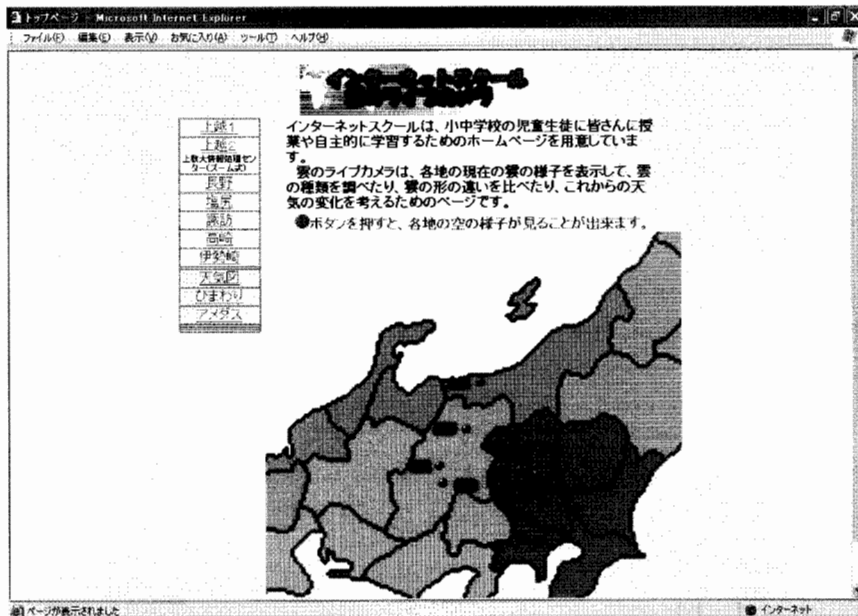 トップページ - Microsoft Internet Explorer
ファイル(F) 編集(E) 表示(V) お気に入り(A) ツール(T) ヘルプ(H)
インターネットスクール
上越1
上越2
上教大情報処理セン
ター(ズーム式)
長野
塩尻
諏訪
高崎
伊勢崎
天気図
ひまわり
アメダス
インターネットスクールは、小中学校の児童生徒に皆さんに授
業や自主的に学習するためのホームページを用意していま
す。
雲のライブカメラは、各地の現在の雲の様子を表示して、雲
の種類を調べたり、雲の形の違いを比べたり、これからの天
気の変化を考えるためのページです。
●ボタンを押すと、各地の空の様子が見ることが出来ます。
ページが表示されました
インターネット